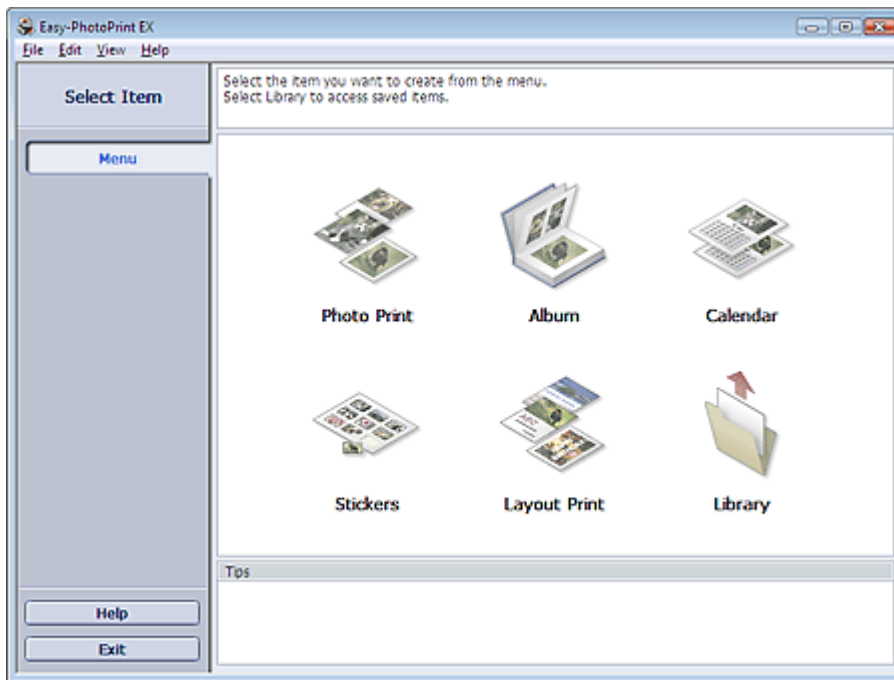 Easy-PhotoPrint EX
File Edit View Help
Select Item
Select the item you want to create from the menu.
Select Library to access saved items.
Menu
Photo Print
Album
Calendar
Stickers
Layout Print
Library
Tips
Help
Exit